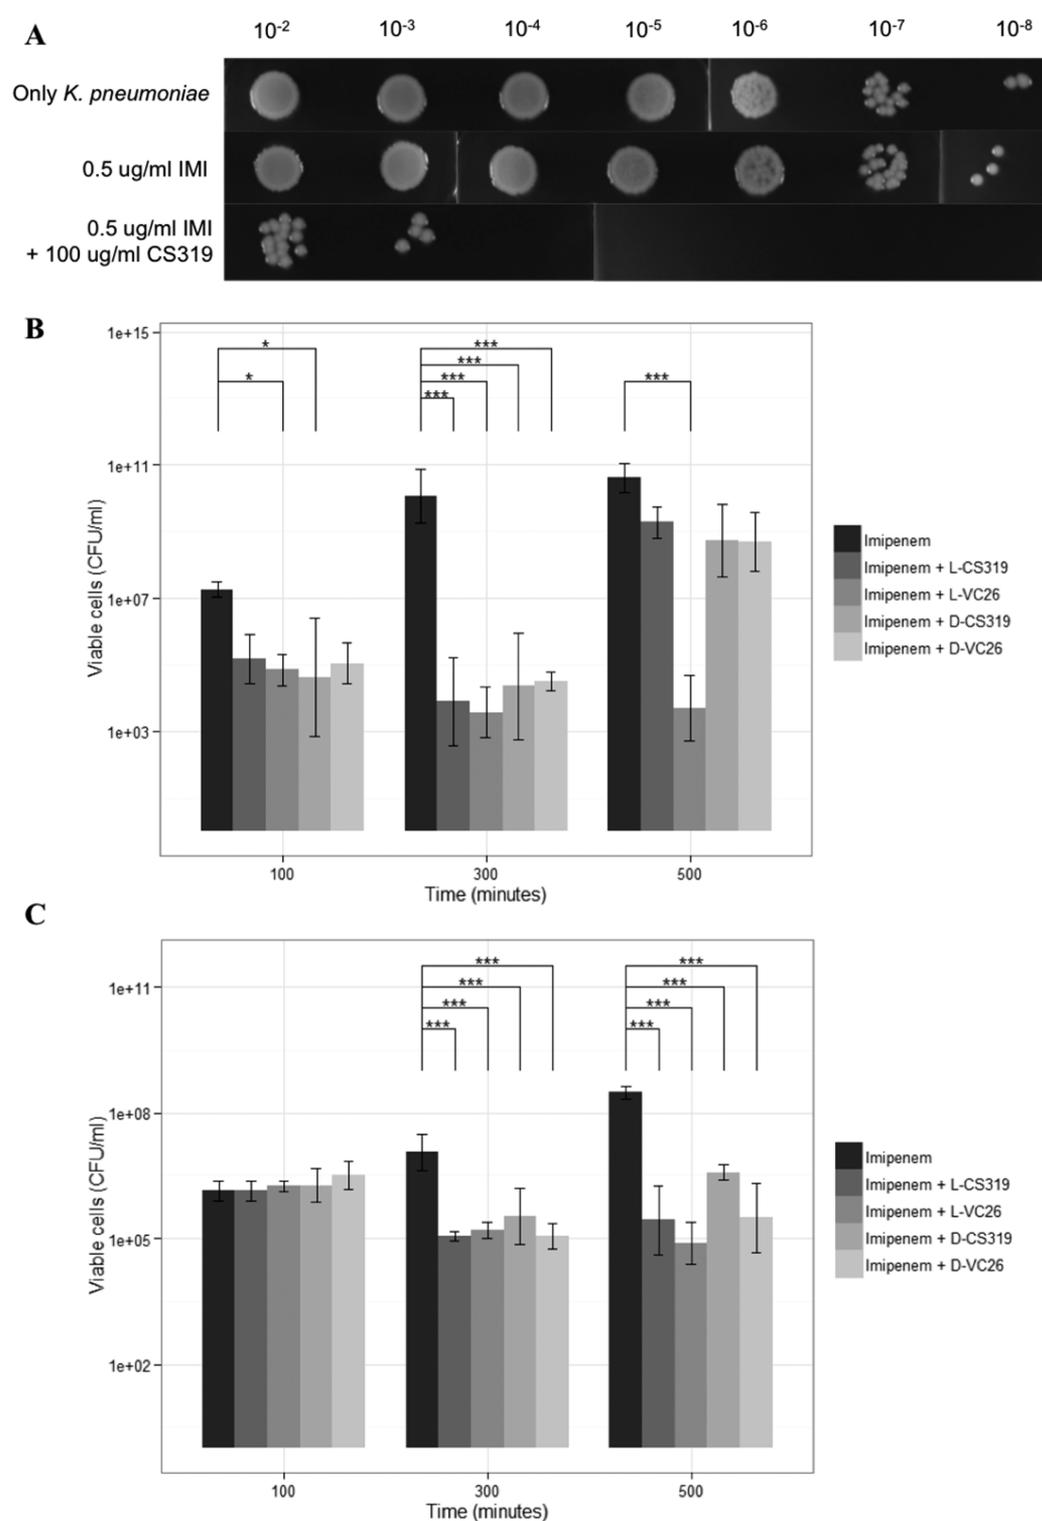 A
10-2 10-3 10-4 10-5 10-6 10-7 10-8
Only K. pneumoniae
0.5 ug/ml IMI
0.5 ug/ml IMI
+ 100 ug/ml CS319
B
1e+15
1e+11
1e+07
1e+03
Viable cells (CFU/ml)
* *
*** *** *** ***
***
100 300 500
Time (minutes)
Imipenem
Imipenem + L-CS319
Imipenem + L-VC26
Imipenem + D-CS319
Imipenem + D-VC26
C
1e+11
1e+08
1e+05
1e+02
Viable cells (CFU/ml)
*** *** *** ***
*** *** *** ***
100 300 500
Time (minutes)
Imipenem
Imipenem + L-CS319
Imipenem + L-VC26
Imipenem + D-CS319
Imipenem + D-VC26